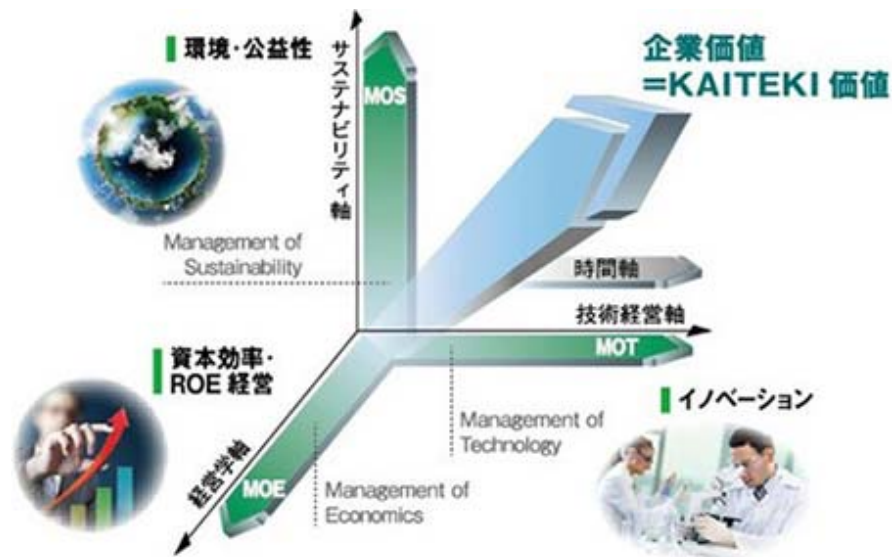 環境・公益性
サステナビリティ軸
MOS
企業価値
=KAITEKI 価値
Management of
Sustainability
時間軸
技術経営軸
MOT
資本効率・
ROE 経営
イノベーション
Management of
Technology
経営学軸
MOE
Management of
Economics